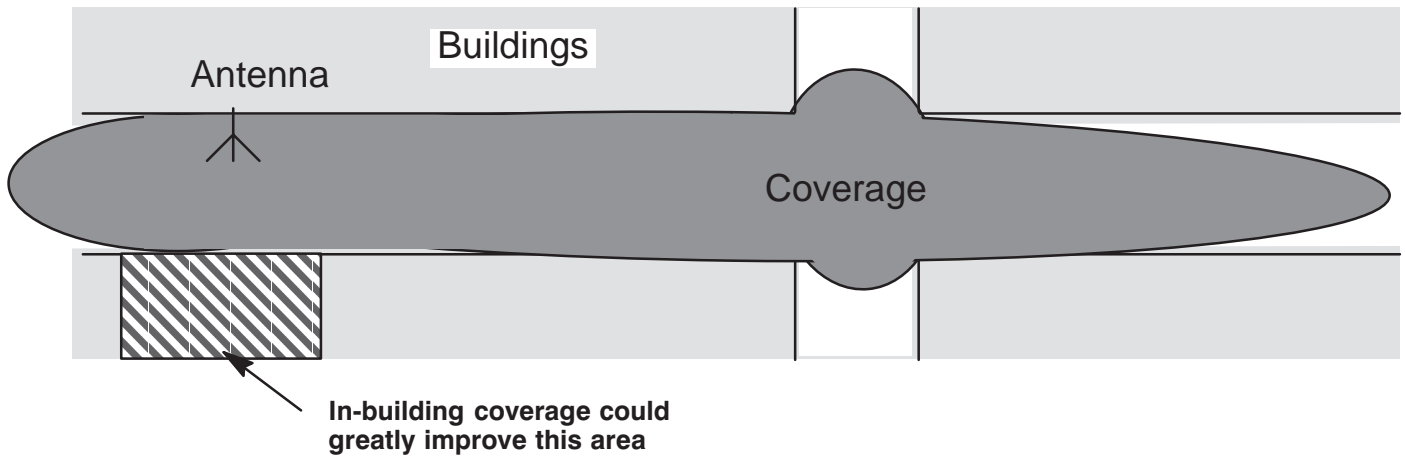 Buildings
Antenna
Coverage
In-building coverage could
greatly improve this area